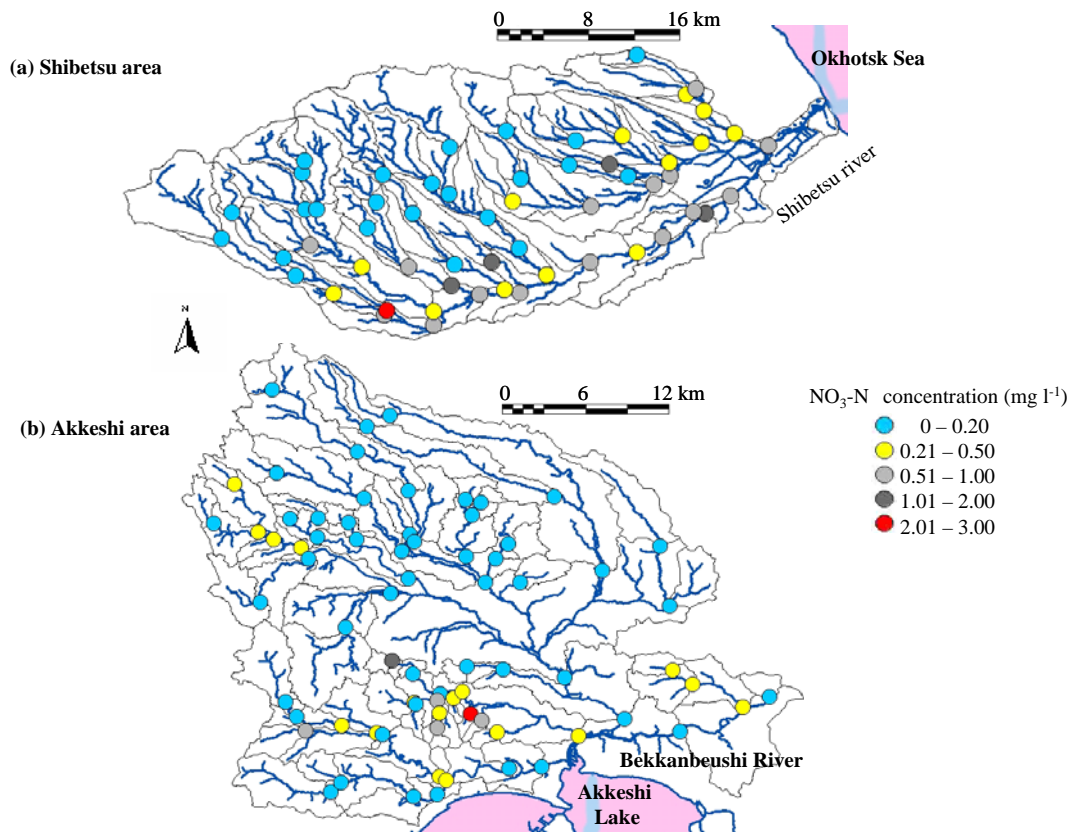 0 8 16 km
(a) Shibetsu area
Okhotsk Sea
Shibetsu river
N
0 6 12 km
(b) Akkeshi area
NO3-N concentration (mg l-1)
0 – 0.20
0.21 – 0.50
0.51 – 1.00
1.01 – 2.00
2.01 – 3.00
Bekkanbeushi River
Akkeshi
Lake